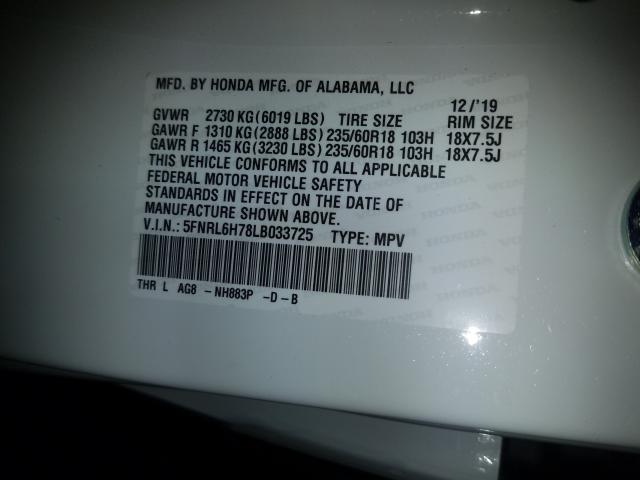 MFD. BY HONDA MFG. OF ALABAMA, LLC
12/'19
GVWR 2730 KG(6019 LBS) TIRE SIZE RIM SIZE
GAWR F 1310 KG(2888 LBS) 235/60R18 103H 18X7.5J
GAWR R 1465 KG(3230 LBS) 235/60R18 103H 18X7.5J
THIS VEHICLE CONFORMS TO ALL APPLICABLE
FEDERAL MOTOR VEHICLE SAFETY
STANDARDS IN EFFECT ON THE DATE OF
MANUFACTURE SHOWN ABOVE.
V.I.N.: 5FNRL6H78LB033725 TYPE: MPV
THR L AG8 -NH883P -D-B